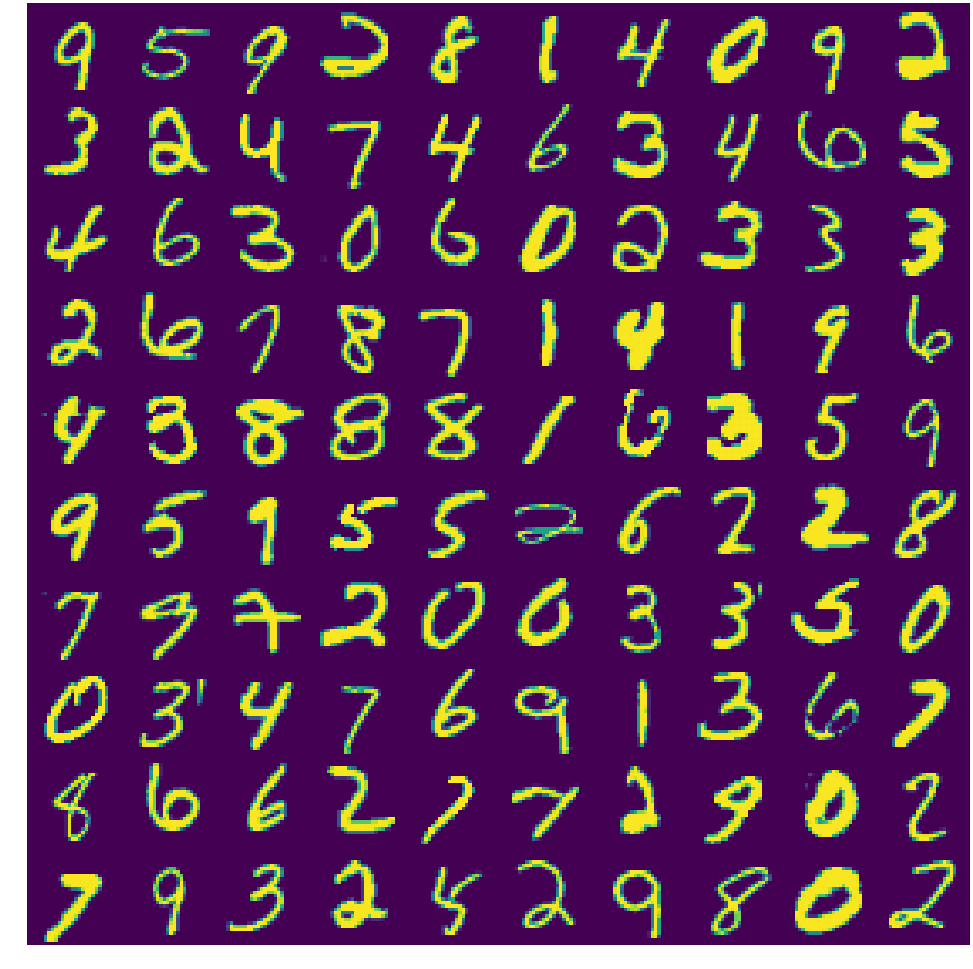 9 5 9 2 8 1 4 0 9 2
3 2 4 7 4 6 3 4 6 5
4 6 3 0 6 0 2 3 3 3
2 6 7 8 7 1 4 1 9 6
4 3 8 8 8 1 6 3 5 9
9 5 9 5 5 2 6 2 2 8
7 9 7 2 0 0 3 3 5 0
0 3 4 7 6 9 1 3 6 7
8 6 6 2 7 7 2 9 0 2
7 9 3 2 5 2 9 8 0 2